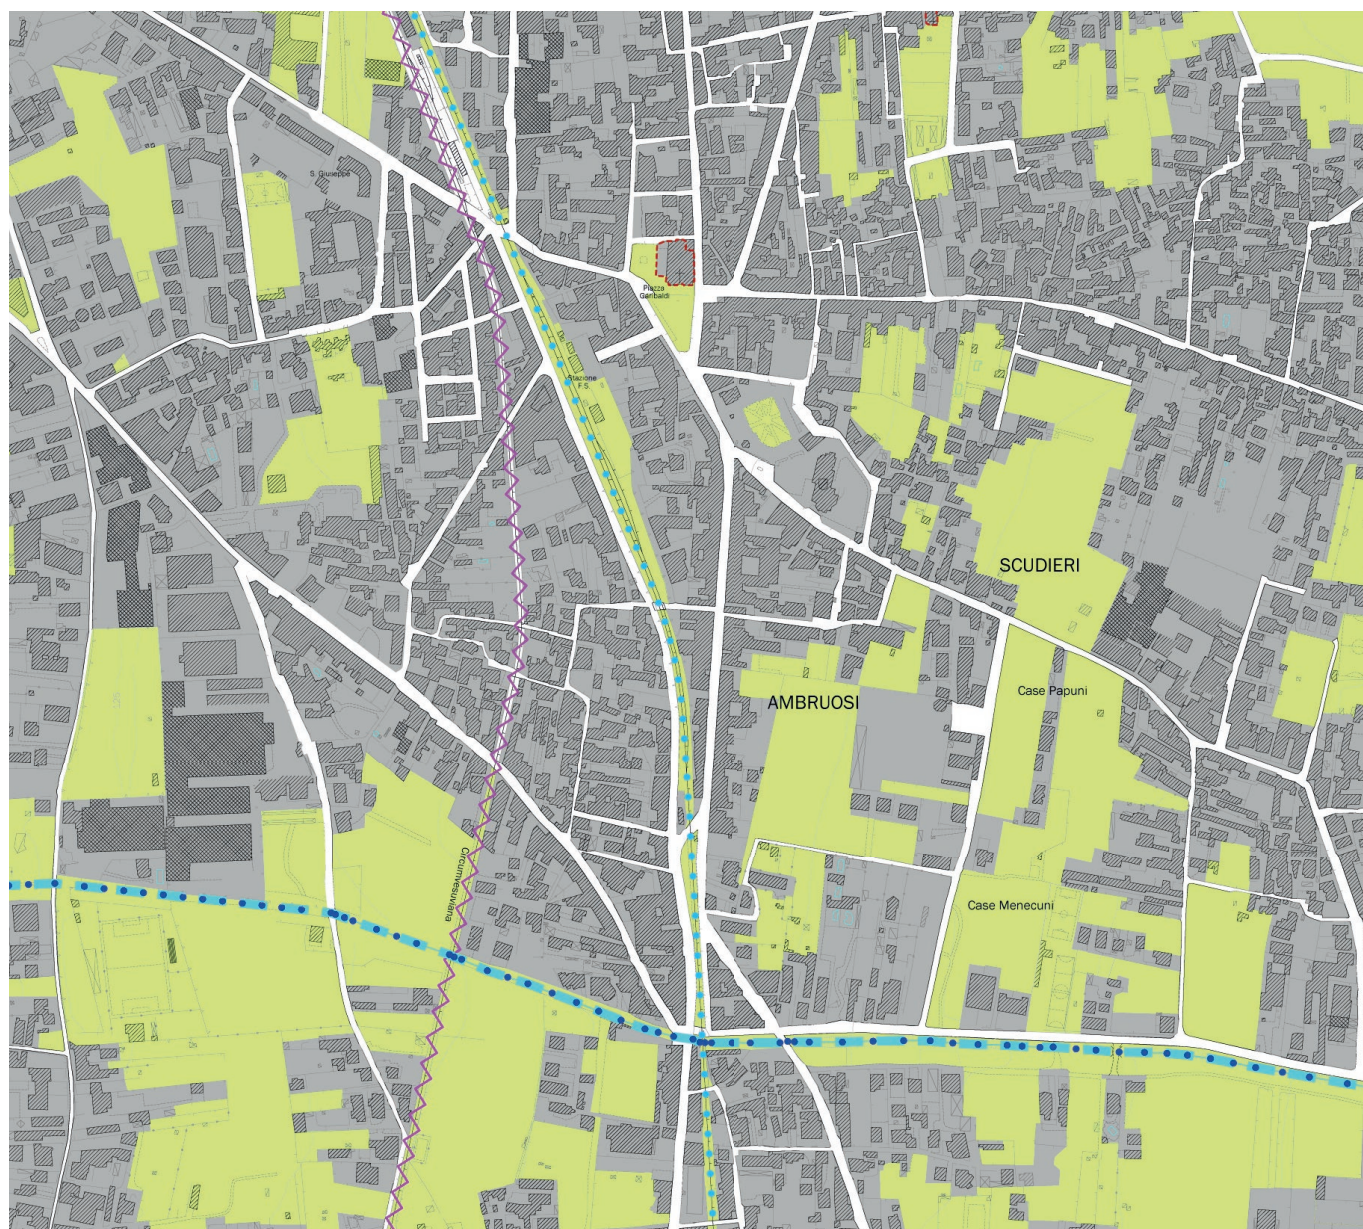 S. Giuseppe
Piazza
Garibaldi
Stazione
F.S.
SCUDIERI
Case Papuni
AMBRUOSI
Circumvesuviana
Case Menecuni